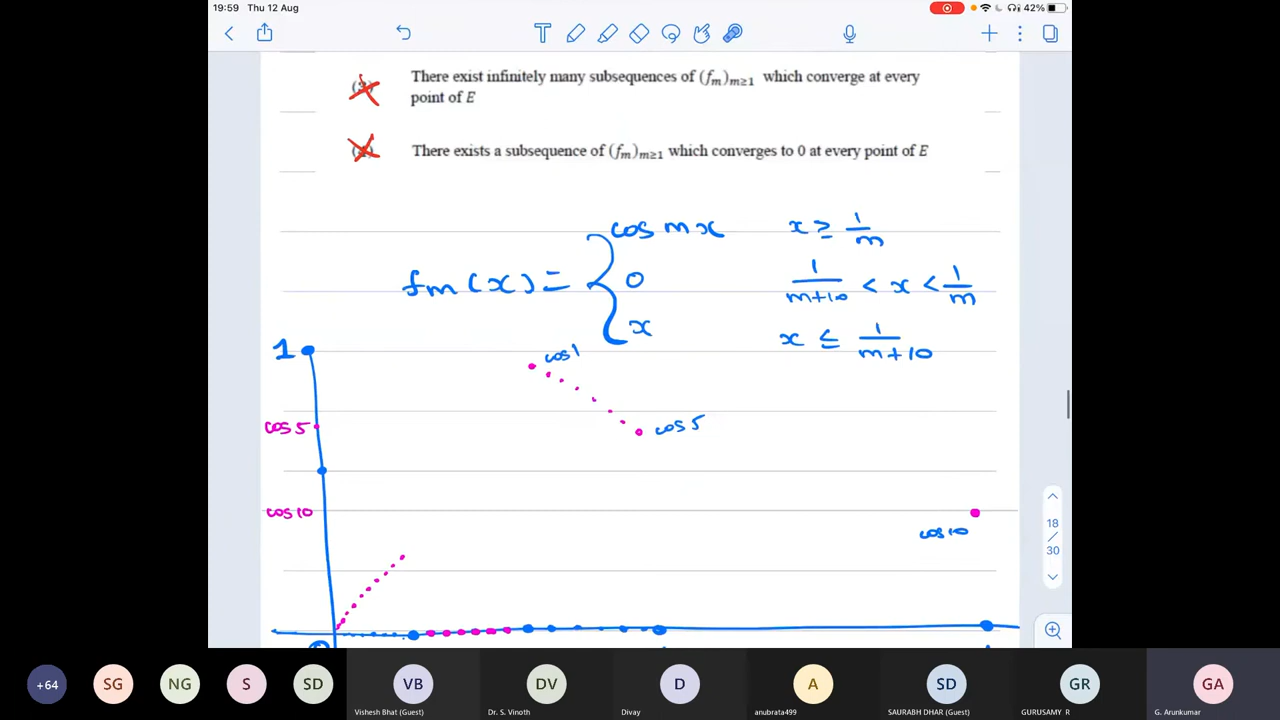 19:59 Thu 12 Aug
42%
T
There exist infinitely many subsequences of (fₘ)ₘ≥₁ which converge at every
point of E
There exists a subsequence of (fₘ)ₘ≥₁ which converges to 0 at every point of E
cos mx x ≥ 1/m
fm(x) = { 0 1/(m+10) < x < 1/m
x x ≤ 1/(m+10)
1
cos 1
cos 5
cos 5
cos 10
cos 10
18
/
30
+64
SG
NG
S
SD
VB
DV
D
A
SD
GR
GA
Vishesh Bhat (Guest)
Dr. S. Vinoth
Divay
anubrata499
SAURABH DHAR (Guest)
GURUSAMY R
G. Arunkumar